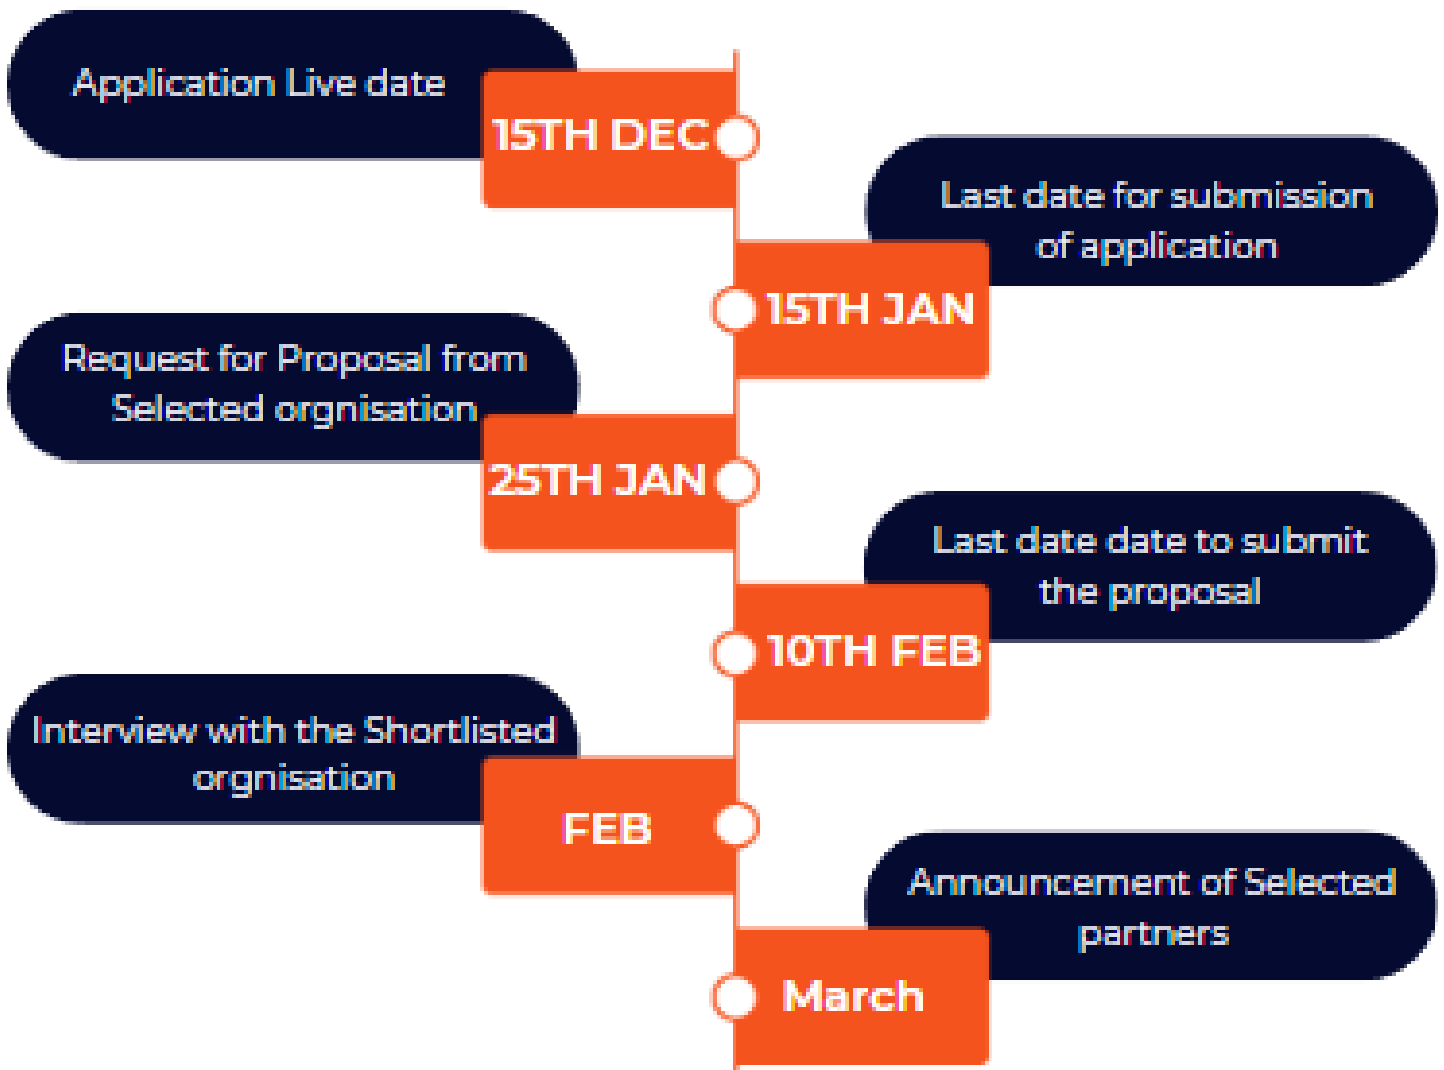 Application Live date
15TH DEC
Last date for submission
of application
15TH JAN
Request for Proposal from
Selected orgnisation
25TH JAN
Last date date to submit
the proposal
10TH FEB
Interview with the Shortlisted
orgnisation
FEB
Announcement of Selected
partners
March